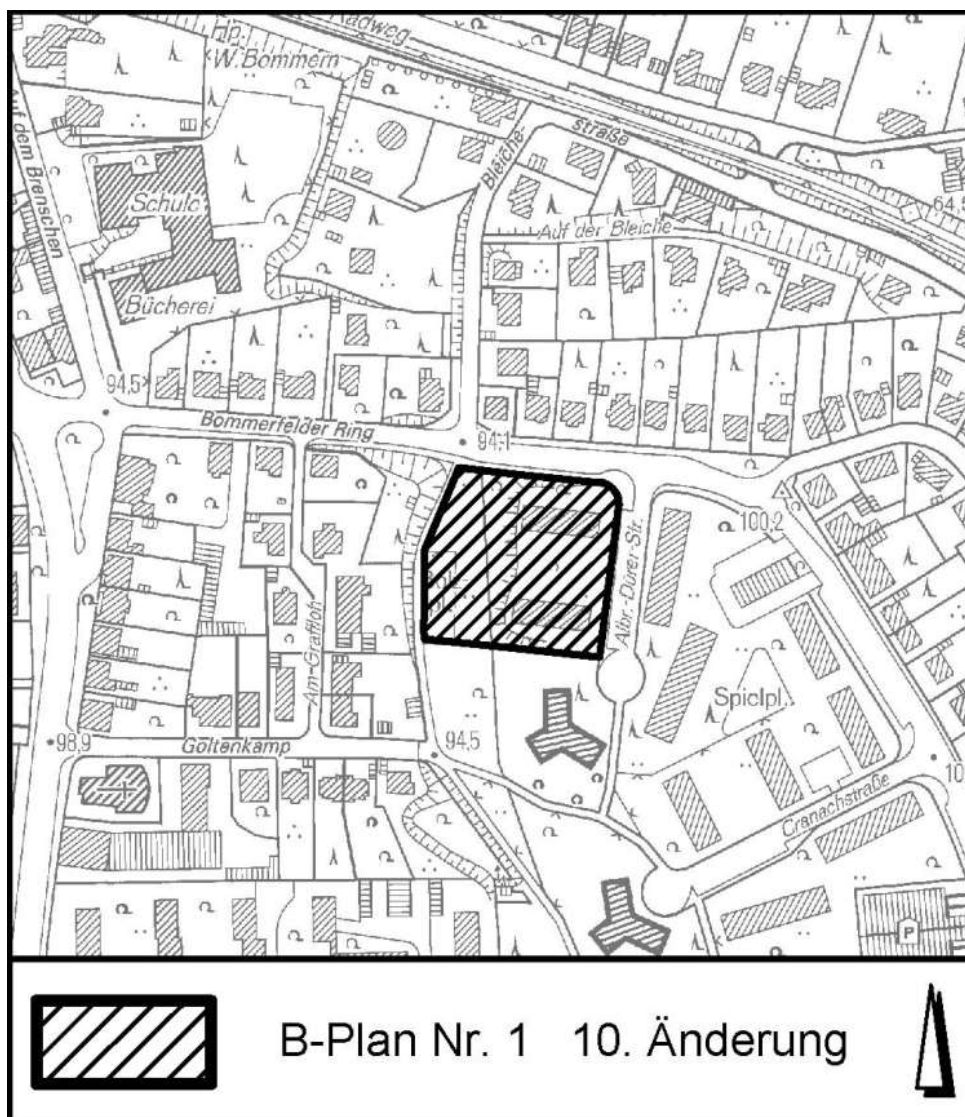 Radweg
Hp.
W. Bommern
Auf dem Brenschen
Bleiche
straße
64,5
Schule
Auf der Bleiche
Bücherei
94,5
Bommerfelder Ring
94,1
100,2
Albr.-Dürer-Str.
Am Graffloh
Spielpl.
98,9
Goltenkamp
94,5
10
Cranachstraße
P
B-Plan Nr. 1 10. Änderung